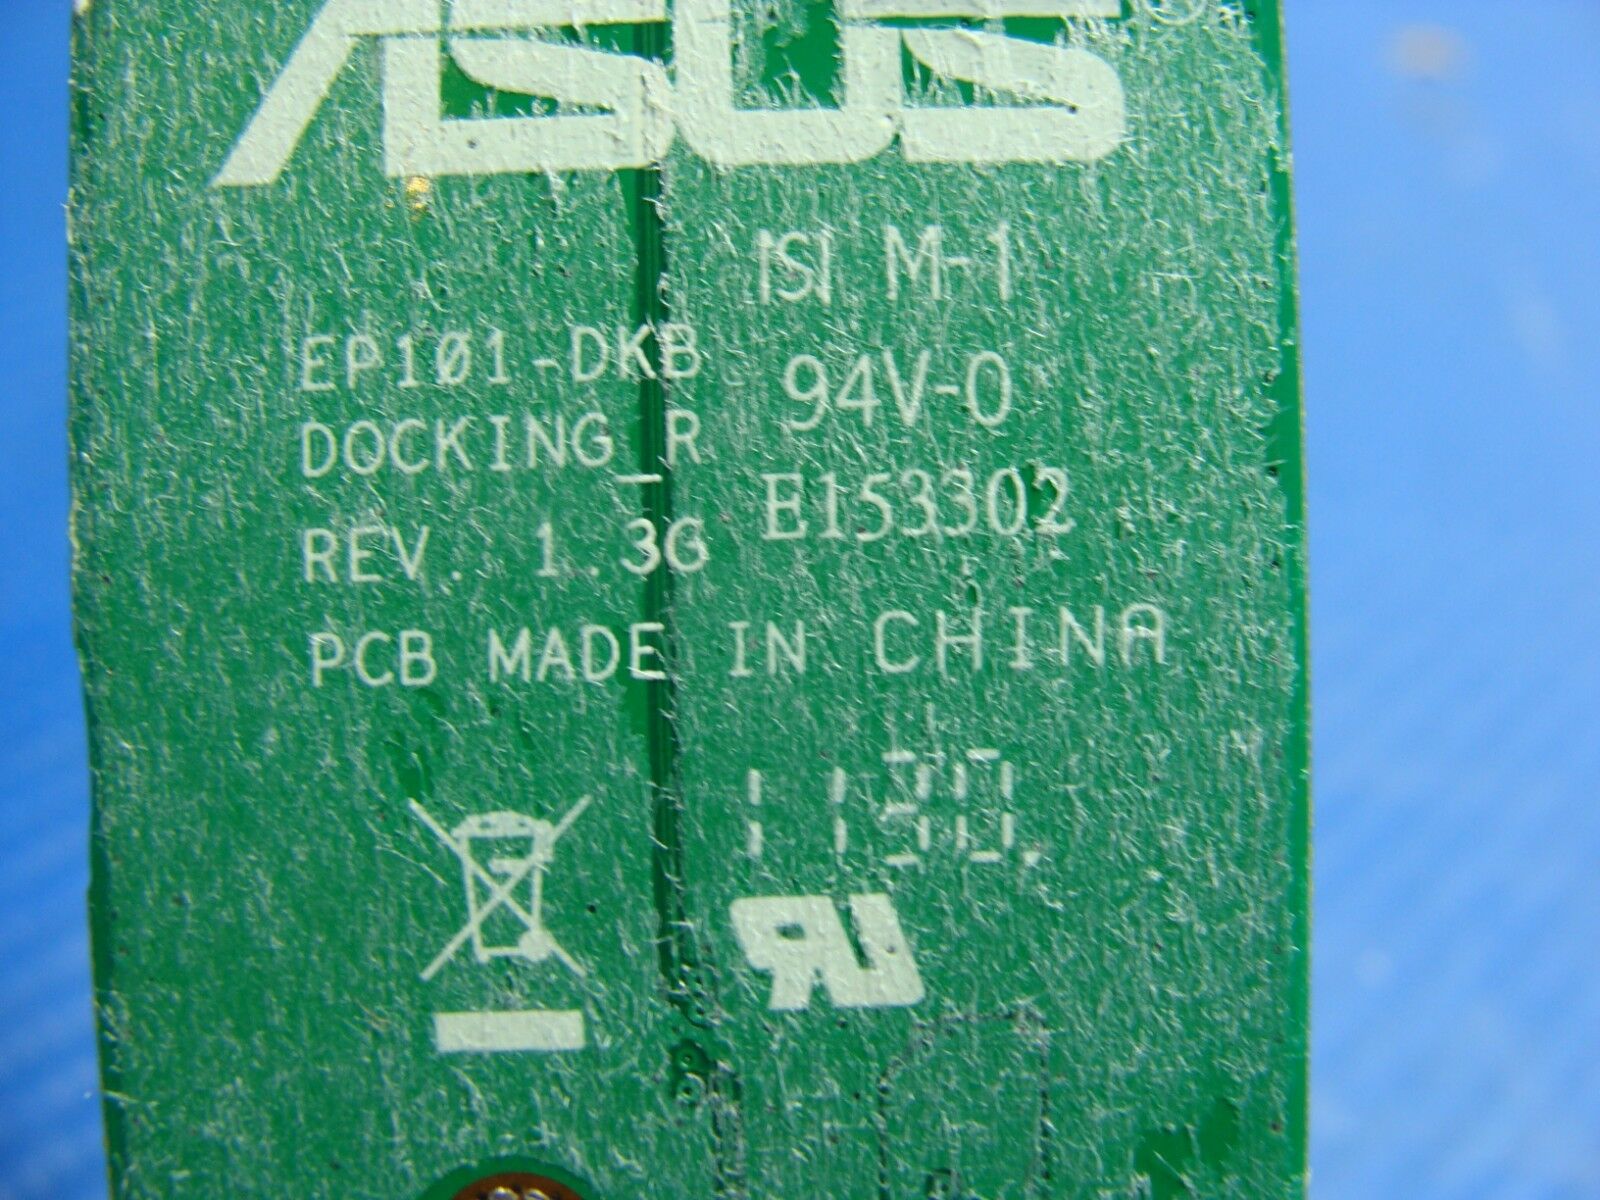 ASUS®
ISI M-1
EP101-DKB
94V-0
DOCKING_R
E153302
REV. 1.3G
PCB MADE IN CHINA
1130.